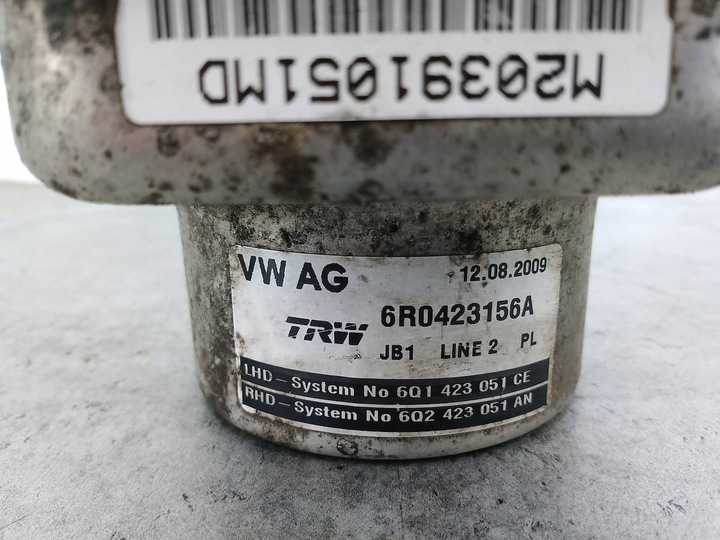 M20391051MD
VW AG
12.08.2009
TRW
6R0423156A
JB1 LINE 2 PL
LHD - System No 6Q1 423 051 CE
RHD - System No 6Q2 423 051 AN